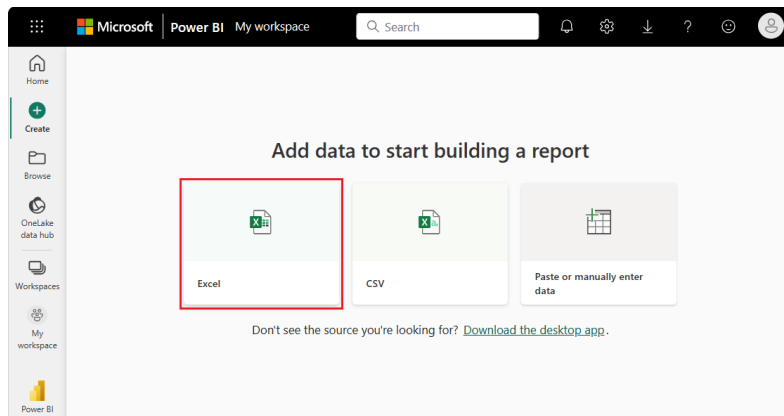 Microsoft Power BI My workspace Search ?
Home
Create
Browse
OneLake
data hub
Workspaces
My
workspace
Power BI
Add data to start building a report
Excel
CSV
Paste or manually enter
data
Don't see the source you're looking for? Download the desktop app.